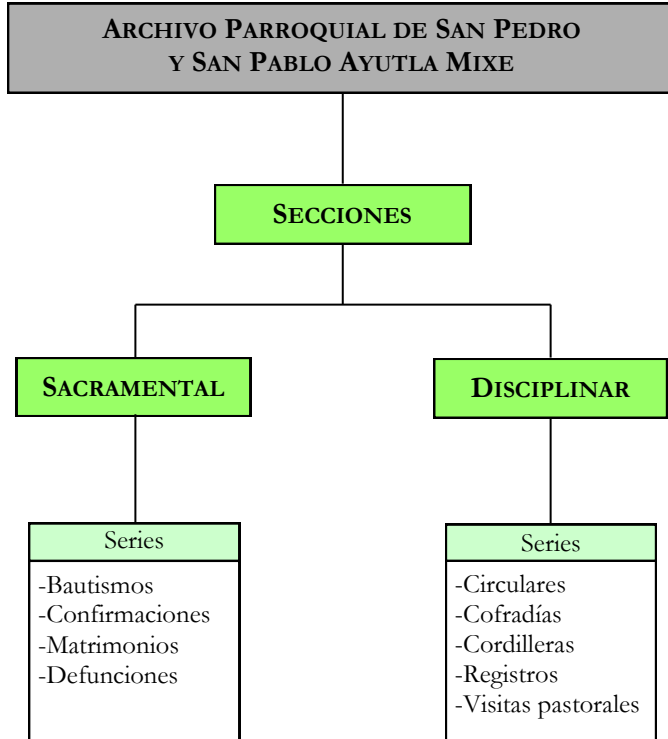 ARCHIVO PARROQUIAL DE SAN PEDRO
Y SAN PABLO AYUTLA MIXE
SECCIONES
SACRAMENTAL
DISCIPLINAR
Series
-Bautismos
-Confirmaciones
-Matrimonios
-Defunciones
Series
-Circulares
-Cofradías
-Cordilleras
-Registros
-Visitas pastorales